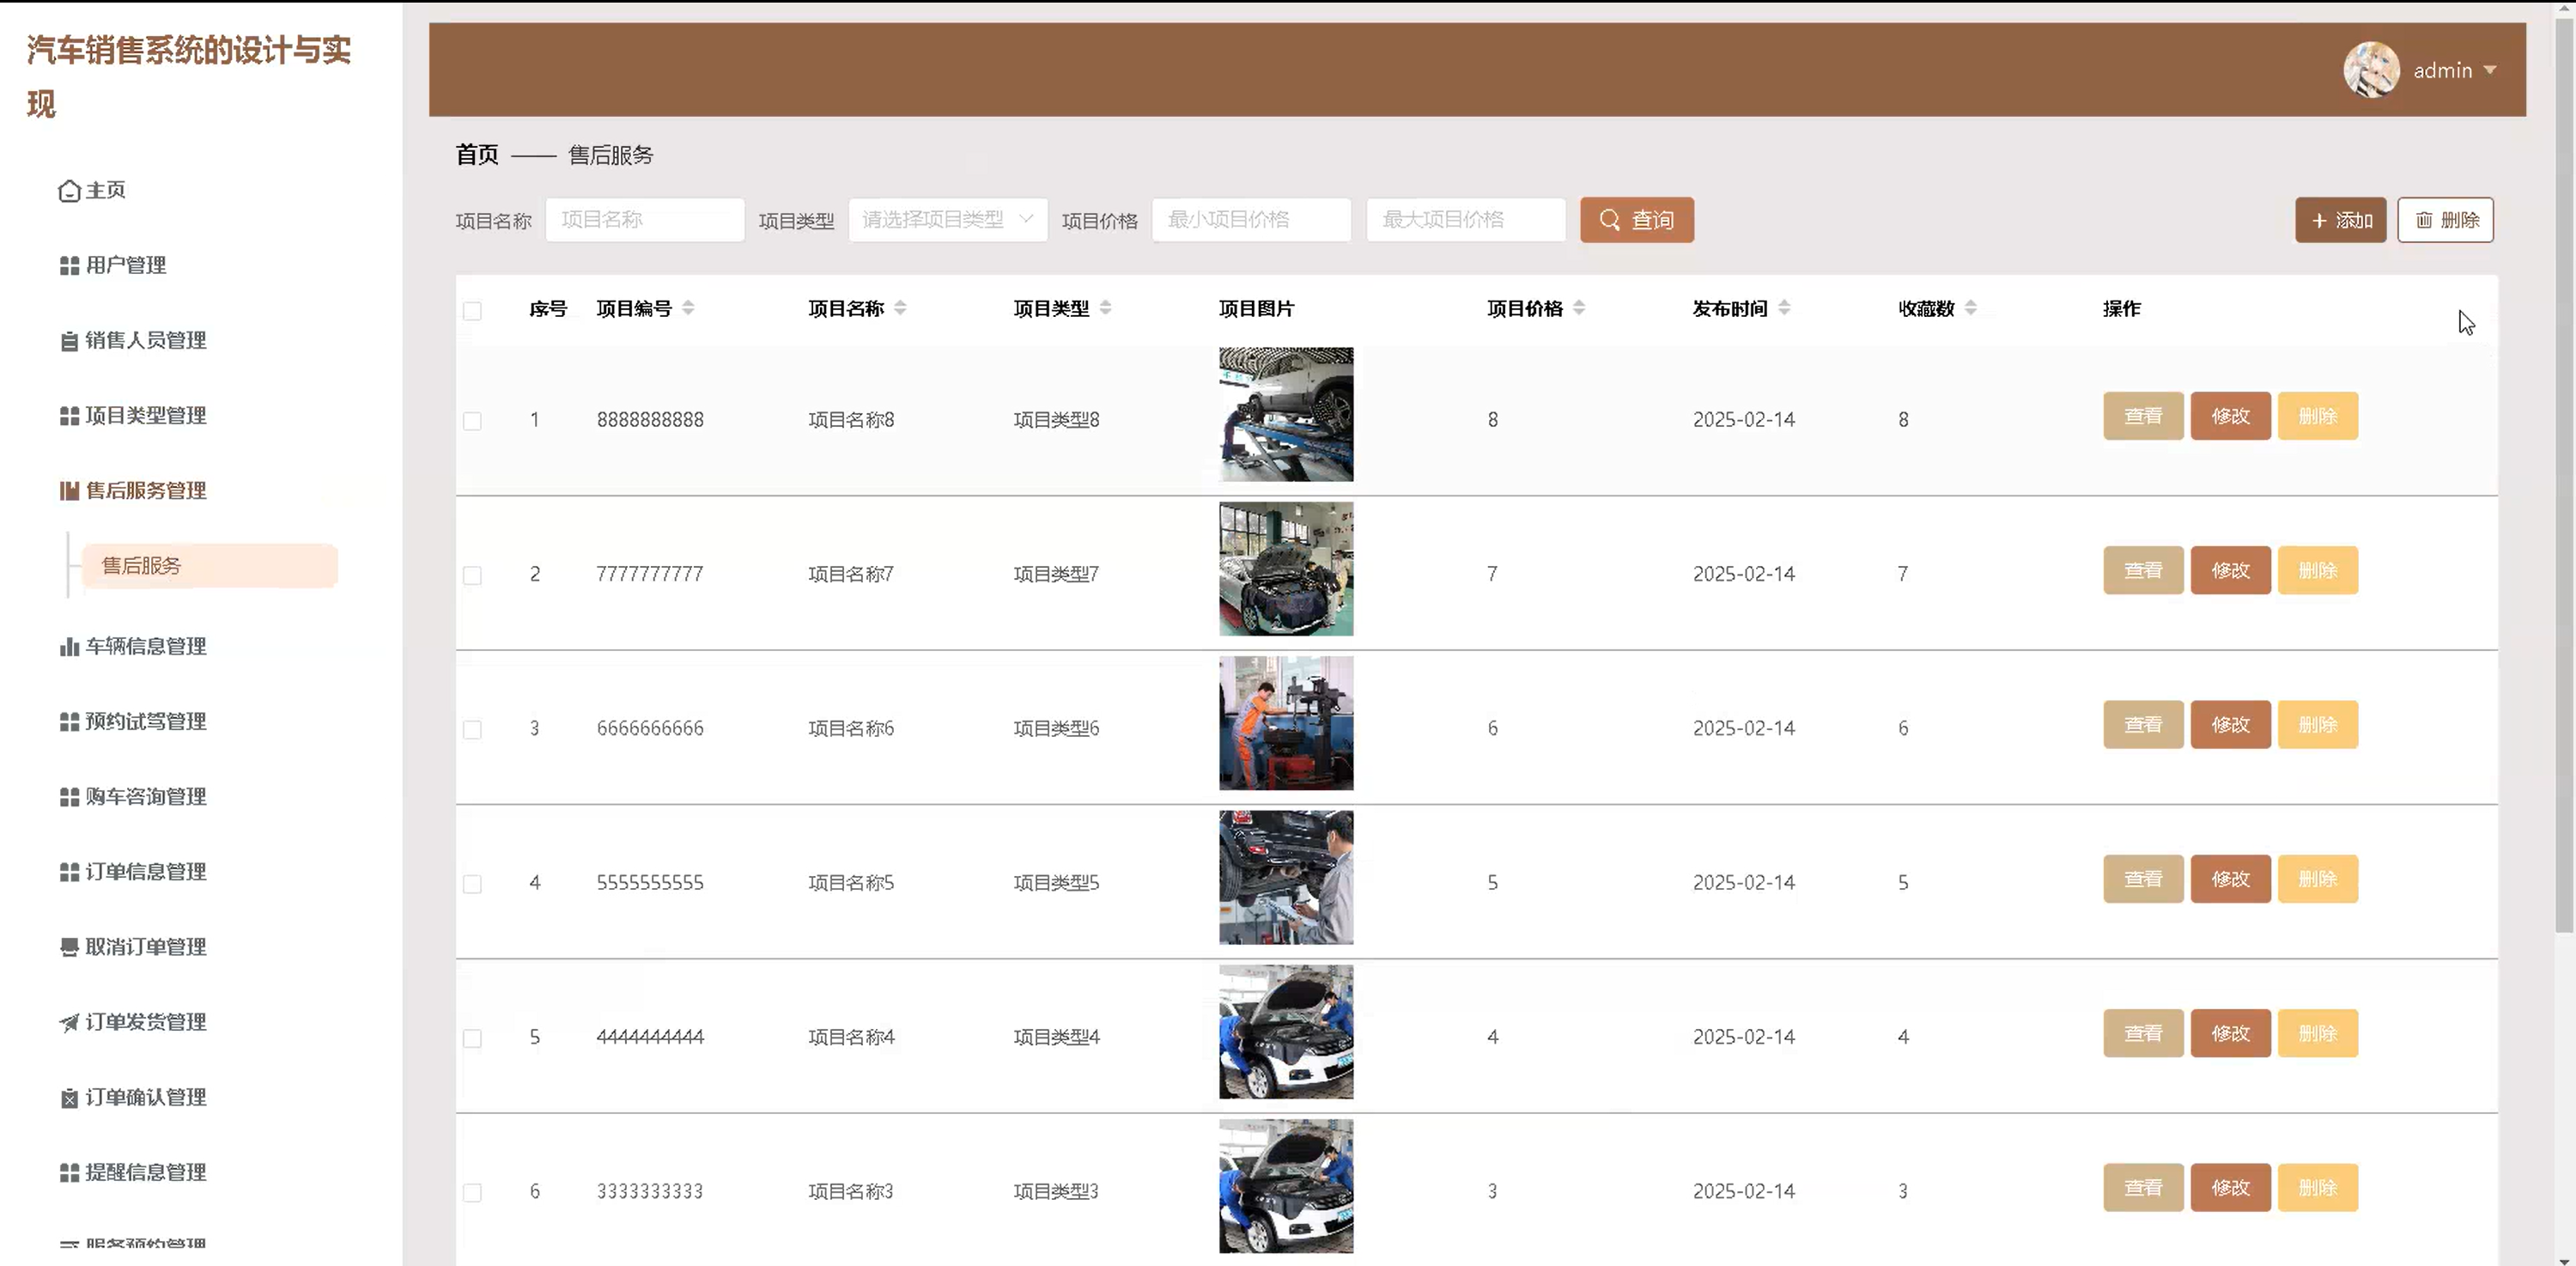 汽车销售系统的设计与实
现
admin
首页 —— 售后服务
主页
用户管理
销售人员管理
项目类型管理
售后服务管理
售后服务
车辆信息管理
预约试驾管理
购车咨询管理
订单信息管理
取消订单管理
订单发货管理
订单确认管理
提醒信息管理
服务预约管理
项目名称 项目名称 项目类型 请选择项目类型 项目价格 最小项目价格 最大项目价格 查询 + 添加 删除
序号 项目编号 项目名称 项目类型 项目图片 项目价格 发布时间 收藏数 操作
1 8888888888 项目名称8 项目类型8 8 2025-02-14 8 查看 修改 删除
2 7777777777 项目名称7 项目类型7 7 2025-02-14 7 查看 修改 删除
3 6666666666 项目名称6 项目类型6 6 2025-02-14 6 查看 修改 删除
4 5555555555 项目名称5 项目类型5 5 2025-02-14 5 查看 修改 删除
5 4444444444 项目名称4 项目类型4 4 2025-02-14 4 查看 修改 删除
6 3333333333 项目名称3 项目类型3 3 2025-02-14 3 查看 修改 删除